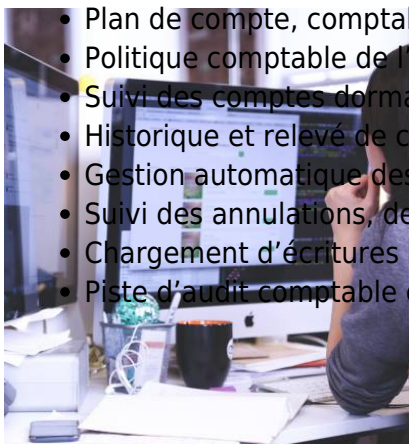 • Plan de compte, comptal
• Politique comptable de l'
• Suivi des comptes dorma
• Historique et relevé de c
• Gestion automatique des
• Suivi des annulations, de
• Chargement d'écritures
• Piste d'audit comptable